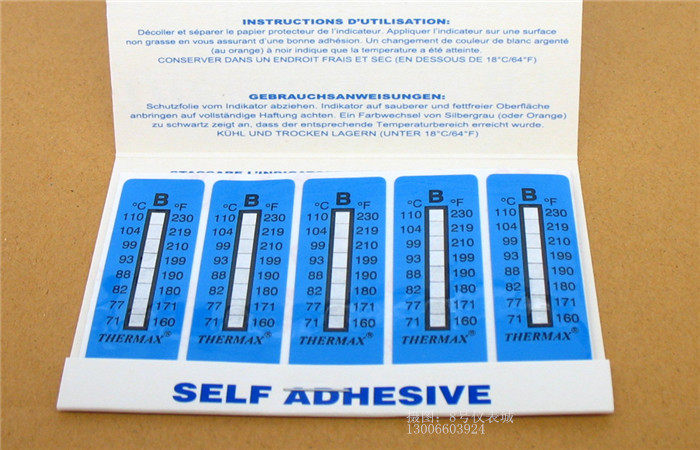 INSTRUCTIONS D'UTILISATION:
Décoller et séparer le papier protecteur de l'indicateur. Appliquer l'indicateur sur une surface
non grasse en vous assurant d'une bonne adhésion. Un changement de couleur de blanc argenté
(au orange) à noir indique que la temperature a été atteinte.
CONSERVER DANS UN ENDROIT FRAIS ET SEC (EN DESSOUS DE 18°C/64°F)
GEBRAUCHSANWEISUNGEN:
Schutzfolie vom Indikator abziehen. Indikator auf sauberer und fettfreier Oberfläche
anbringen auf vollständige Haftung achten. Ein Farbwechsel von Silbergrau (oder Orange)
zu schwartz zeigt an, dass der entsprechende Temperaturbereich erreicht wurde.
KÜHL UND TROCKEN LAGERN (UNTER 18°C/64°F)
B B B B B
°C °F °C °F °C °F °C °F °C °F
110 230 110 230 110 230 110 230 110 230
104 219 104 219 104 219 104 219 104 219
99 210 99 210 99 210 99 210 99 210
93 199 93 199 93 199 93 199 93 199
88 190 88 190 88 190 88 190 88 190
82 180 82 180 82 180 82 180 82 180
77 171 77 171 77 171 77 171 77 171
71 160 71 160 71 160 71 160 71 160
THERMAX® THERMAX® THERMAX® THERMAX® THERMAX®
SELF ADHESIVE
摄图：8号仪表城
13006603924